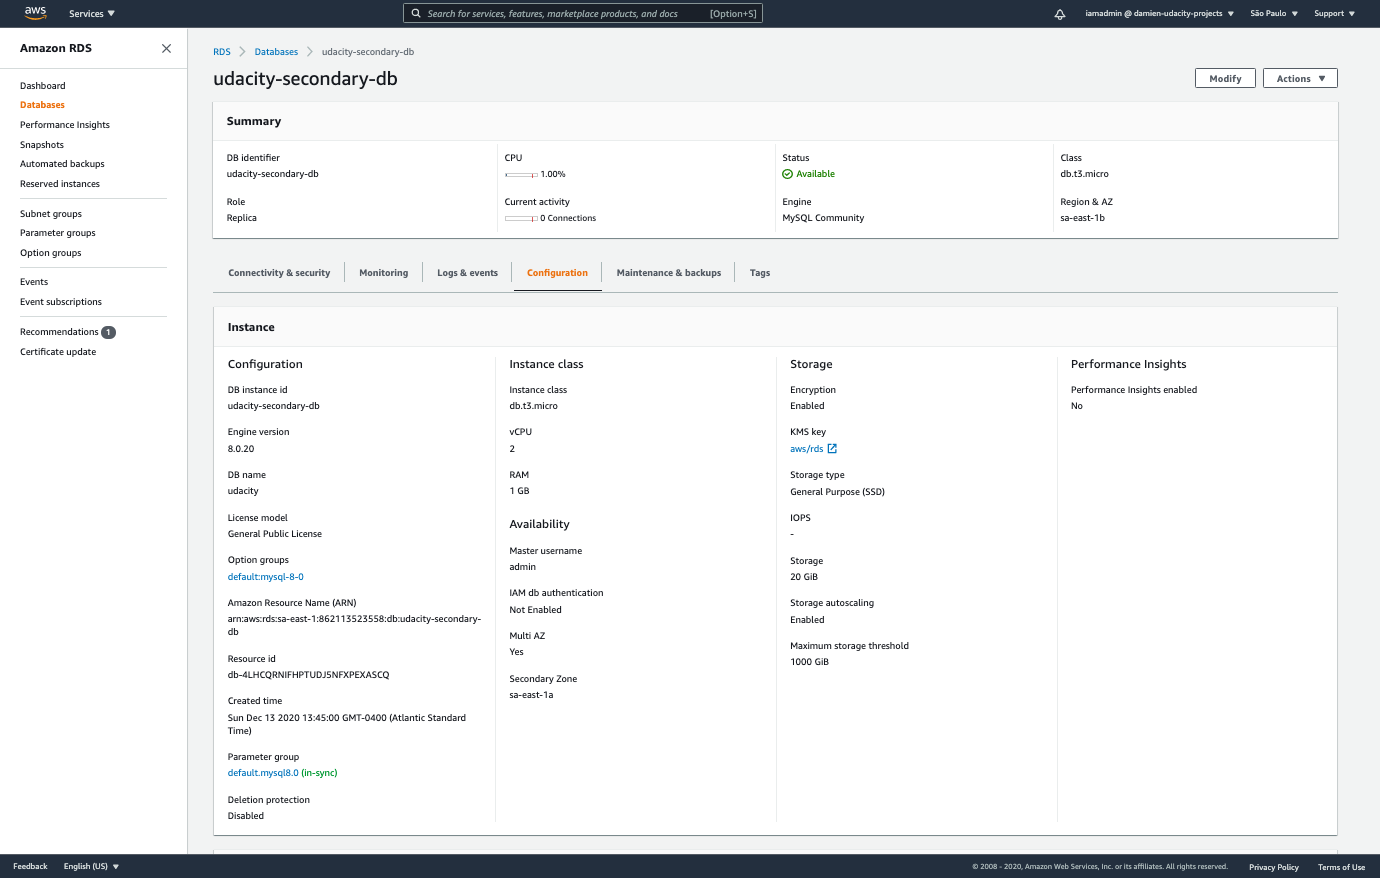 aws
Services
Search for services, features, marketplace products, and docs [Option+S]
iamadmin @ damien-udacity-projects
São Paulo
Support
Amazon RDS
Dashboard
Databases
Performance Insights
Snapshots
Automated backups
Reserved instances
Subnet groups
Parameter groups
Option groups
Events
Event subscriptions
Recommendations 1
Certificate update
RDS > Databases > udacity-secondary-db
udacity-secondary-db
Modify
Actions
Summary
DB identifier
udacity-secondary-db
Role
Replica
CPU
1.00%
Current activity
0 Connections
Status
Available
Engine
MySQL Community
Class
db.t3.micro
Region & AZ
sa-east-1b
Connectivity & security
Monitoring
Logs & events
Configuration
Maintenance & backups
Tags
Instance
Configuration
DB instance id
udacity-secondary-db
Engine version
8.0.20
DB name
udacity
License model
General Public License
Option groups
default:mysql-8-0
Amazon Resource Name (ARN)
arn:aws:rds:sa-east-1:862113523558:db:udacity-secondary-
db
Resource id
db-4LHCQRNIFHPTUDJ5NFXPEXASCQ
Created time
Sun Dec 13 2020 13:45:00 GMT-0400 (Atlantic Standard
Time)
Parameter group
default.mysql8.0 (in-sync)
Deletion protection
Disabled
Instance class
Instance class
db.t3.micro
vCPU
2
RAM
1 GB
Availability
Master username
admin
IAM db authentication
Not Enabled
Multi AZ
Yes
Secondary Zone
sa-east-1a
Storage
Encryption
Enabled
KMS key
aws/rds
Storage type
General Purpose (SSD)
IOPS
-
Storage
20 GiB
Storage autoscaling
Enabled
Maximum storage threshold
1000 GiB
Performance Insights
Performance Insights enabled
No
Feedback
English (US)
© 2008 - 2020, Amazon Web Services, Inc. or its affiliates. All rights reserved.
Privacy Policy
Terms of Use